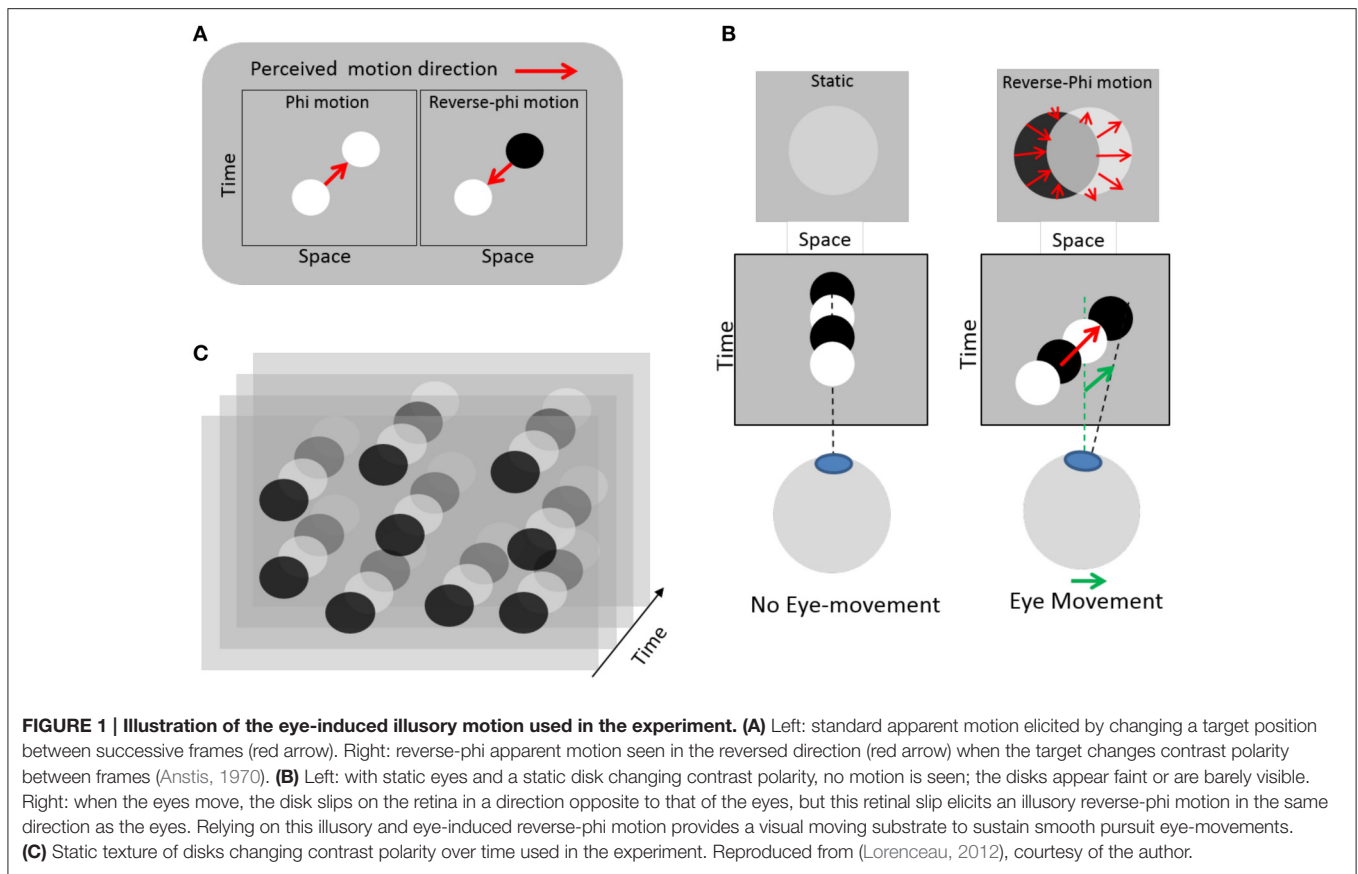 A
Perceived motion direction
Phi motion
Reverse-phi motion
Time
Space
Space
B
Static
Reverse-Phi motion
Space
Space
Time
Time
No Eye-movement
Eye Movement
C
Time
FIGURE 1 | Illustration of the eye-induced illusory motion used in the experiment. (A) Left: standard apparent motion elicited by changing a target position
between successive frames (red arrow). Right: reverse-phi apparent motion seen in the reversed direction (red arrow) when the target changes contrast polarity
between frames (Anstis, 1970). (B) Left: with static eyes and a static disk changing contrast polarity, no motion is seen; the disks appear faint or are barely visible.
Right: when the eyes move, the disk slips on the retina in a direction opposite to that of the eyes, but this retinal slip elicits an illusory reverse-phi motion in the same
direction as the eyes. Relying on this illusory and eye-induced reverse-phi motion provides a visual moving substrate to sustain smooth pursuit eye-movements.
(C) Static texture of disks changing contrast polarity over time used in the experiment. Reproduced from (Lorenceau, 2012), courtesy of the author.